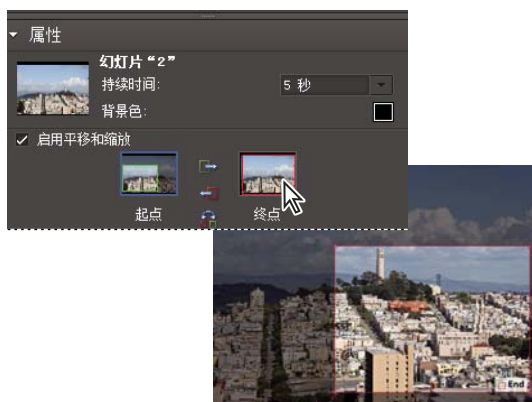 属性
幻灯片“2”
持续时间: 5 秒
背景色:
启用平移和缩放
起点 终点
End